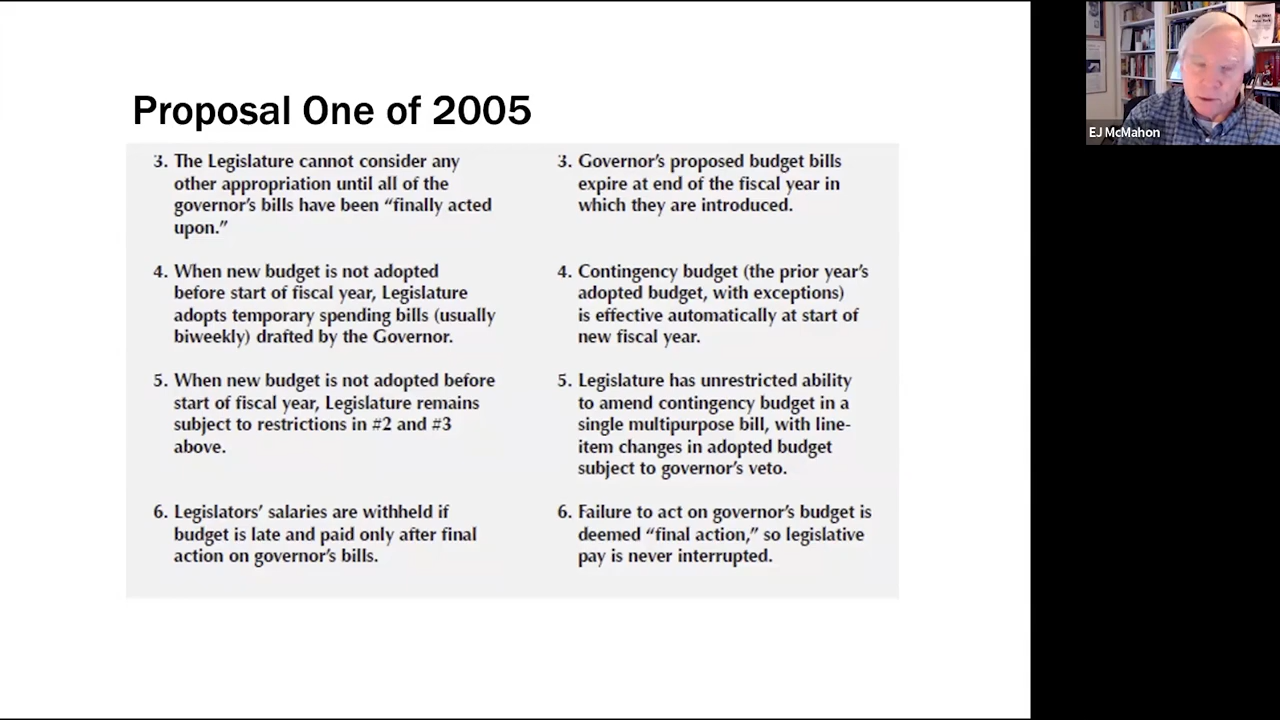 Proposal One of 2005
3. The Legislature cannot consider any
other appropriation until all of the
governor's bills have been “finally acted
upon.”
4. When new budget is not adopted
before start of fiscal year, Legislature
adopts temporary spending bills (usually
biweekly) drafted by the Governor.
5. When new budget is not adopted before
start of fiscal year, Legislature remains
subject to restrictions in #2 and #3
above.
6. Legislators’ salaries are withheld if
budget is late and paid only after final
action on governor’s bills.
3. Governor’s proposed budget bills
expire at end of the fiscal year in
which they are introduced.
4. Contingency budget (the prior year’s
adopted budget, with exceptions)
is effective automatically at start of
new fiscal year.
5. Legislature has unrestricted ability
to amend contingency budget in a
single multipurpose bill, with line-
item changes in adopted budget
subject to governor’s veto.
6. Failure to act on governor’s budget is
deemed “final action,” so legislative
pay is never interrupted.
EJ McMahon